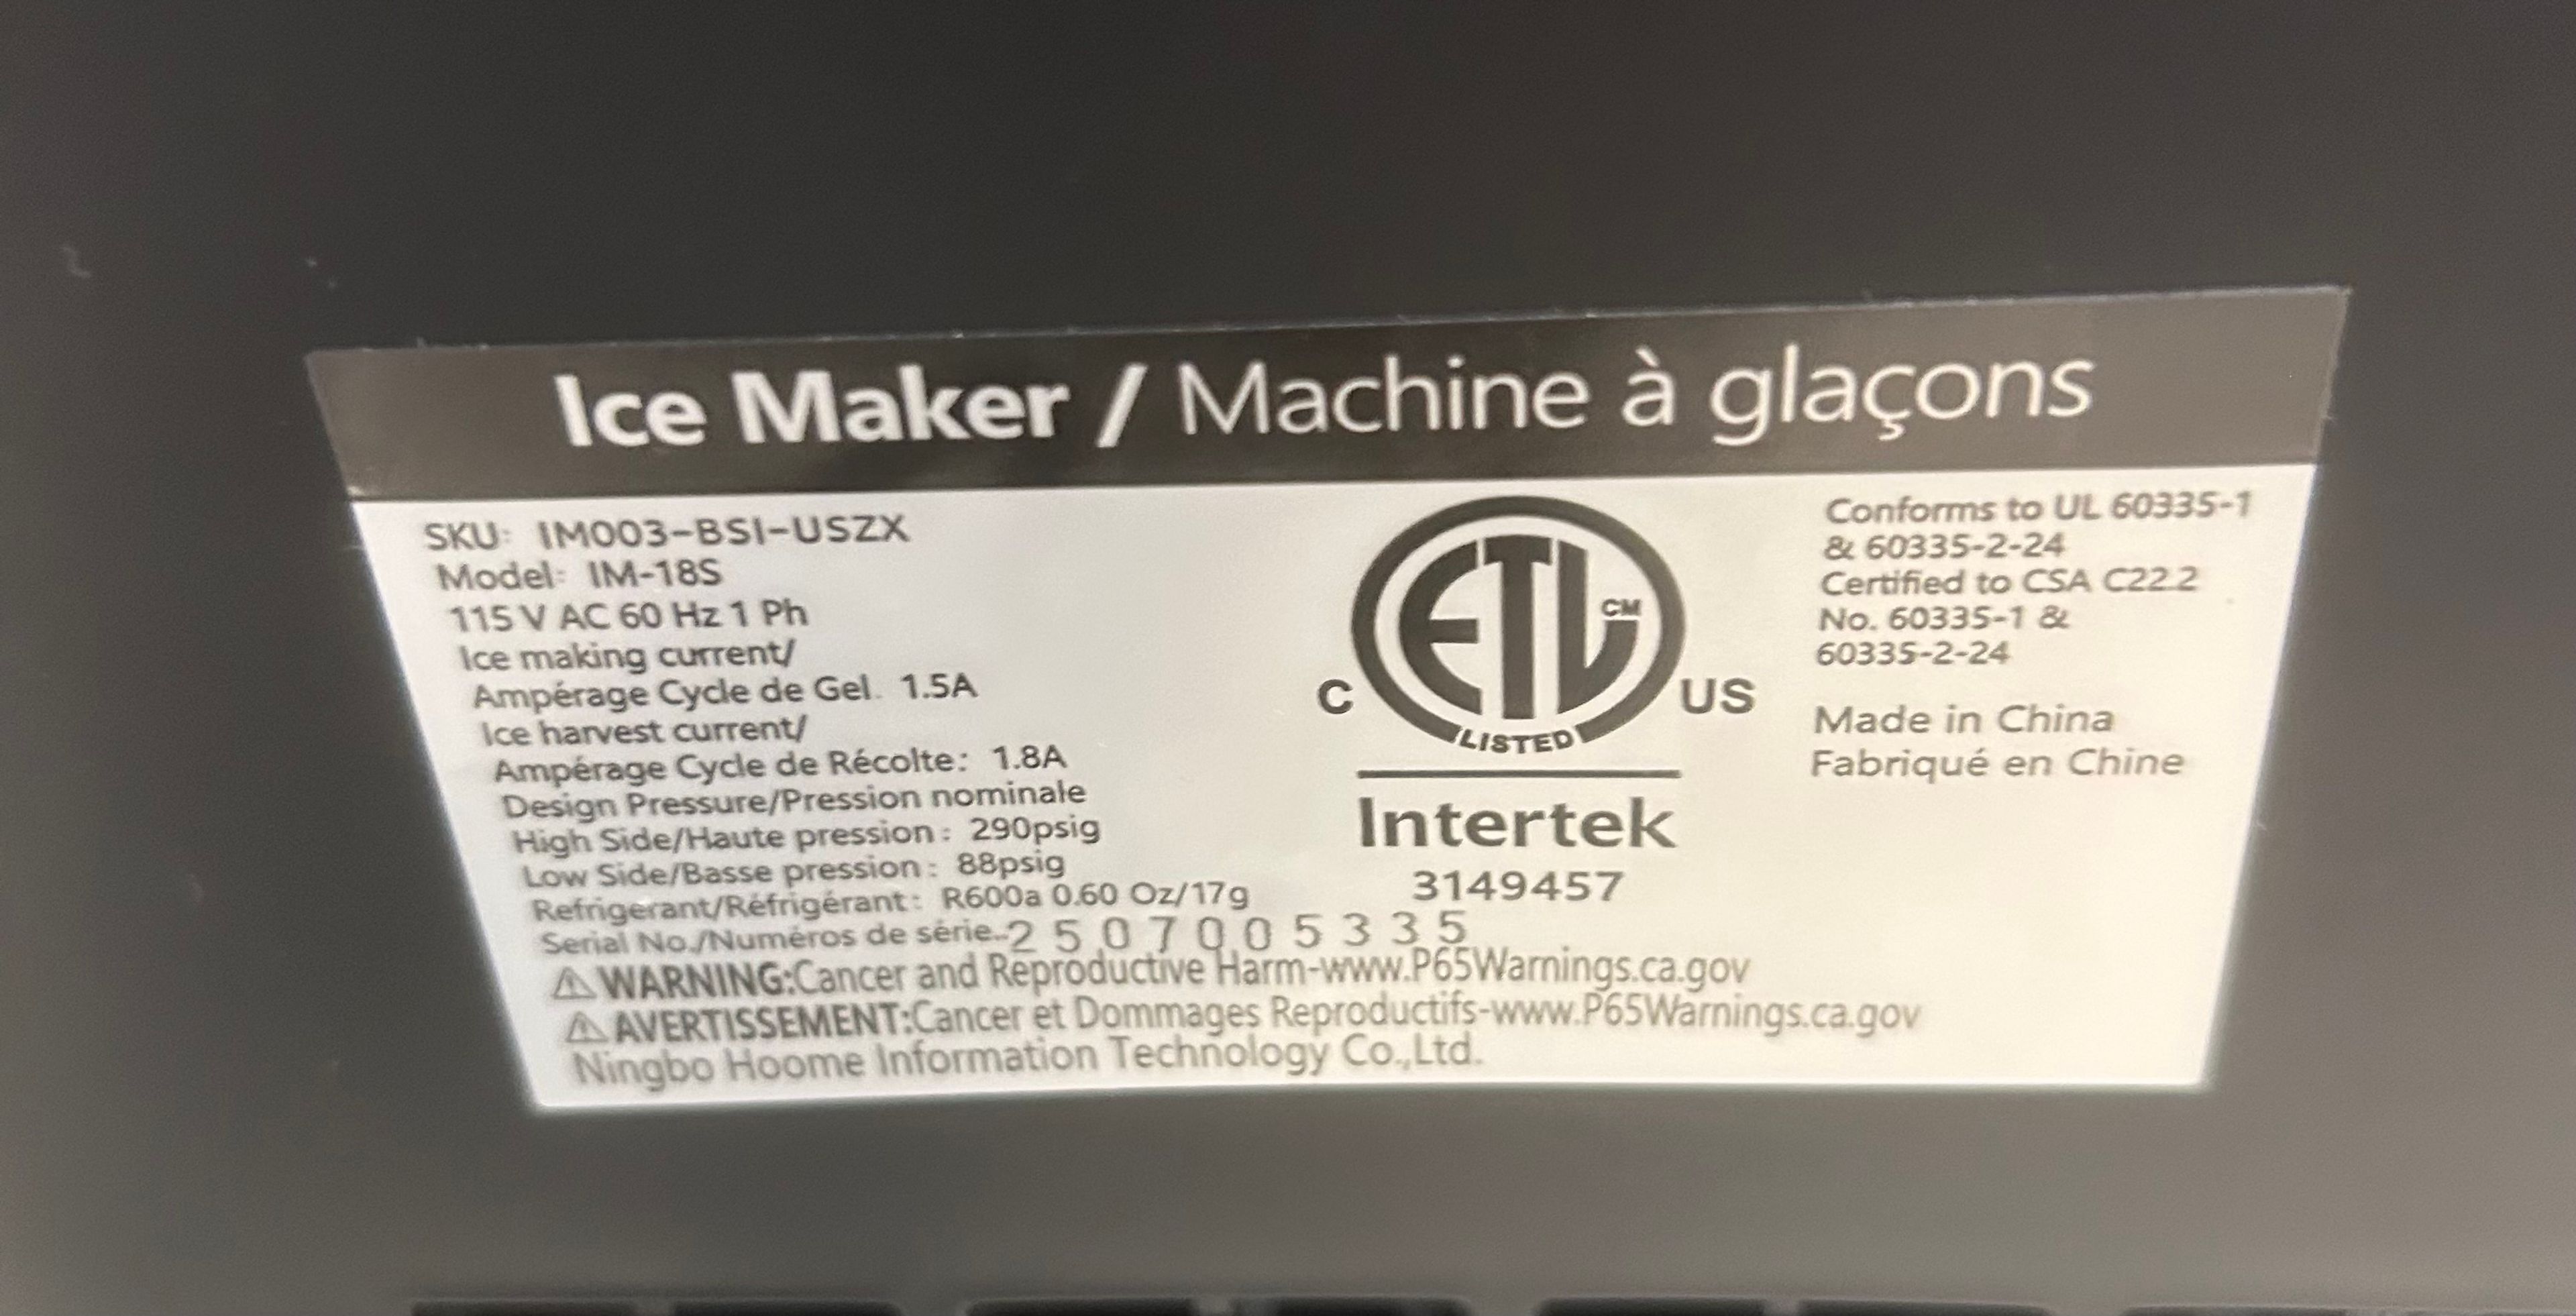 Ice Maker / Machine à glaçons
SKU: IM003-BSI-USZX
Model: IM-18S
115 V AC 60 Hz 1 Ph
Ice making current/
Ampérage Cycle de Gel. 1.5A
Ice harvest current/
Ampérage Cycle de Récolte: 1.8A
Design Pressure/Pression nominale
High Side/Haute pression: 290psig
Low Side/Basse pression: 88psig
Refrigerant/Réfrigérant: R600a 0.60 Oz/17g
Serial No./Numéros de série..2507005335
⚠WARNING:Cancer and Reproductive Harm-www.P65Warnings.ca.gov
⚠AVERTISSEMENT:Cancer et Dommages Reproductifs-www.P65Warnings.ca.gov
Ningbo Hoome Information Technology Co.,Ltd.
ETL CM
C US
LISTED
Intertek
3149457
Conforms to UL 60335-1
& 60335-2-24
Certified to CSA C22.2
No. 60335-1 &
60335-2-24
Made in China
Fabriqué en Chine